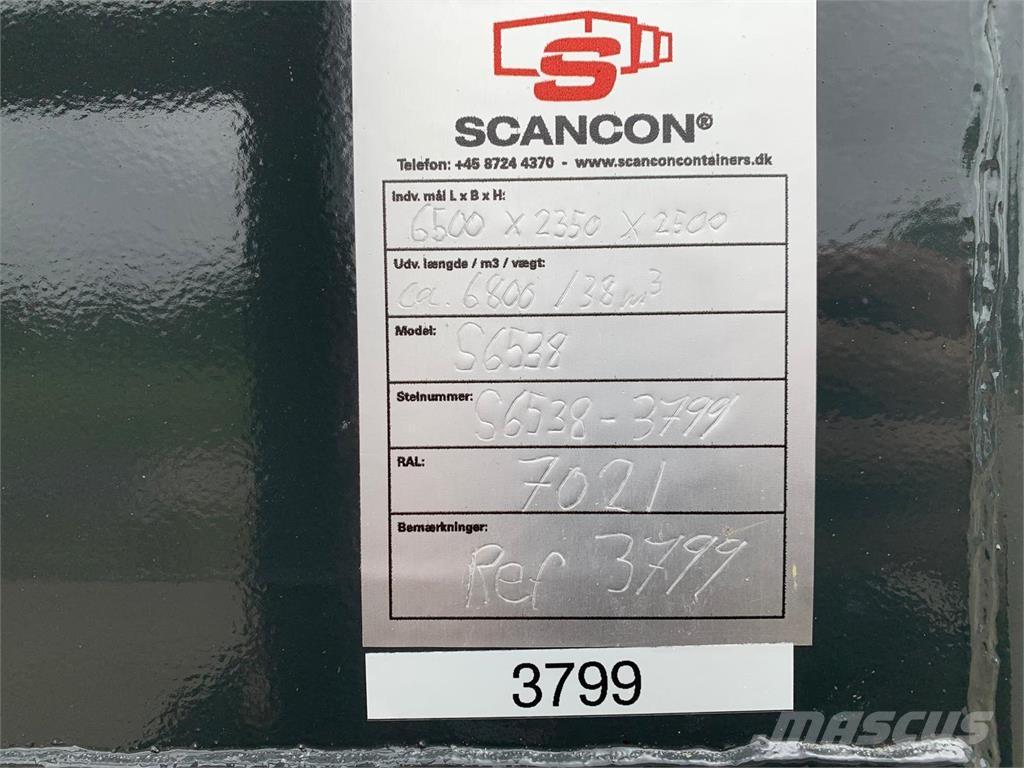 S
SCANCON®
Telefon: +45 8724 4370 - www.scanconcontainers.dk
Indv. mål L x B x H:
6500 x 2350 x 2500
Udv. længde / m3 / vægt:
ca. 6800 / 38 m³
Model:
S6538
Stelnummer:
S6538-3799
RAL:
7021
Bemærkninger:
Ref 3799
3799
MASCUS